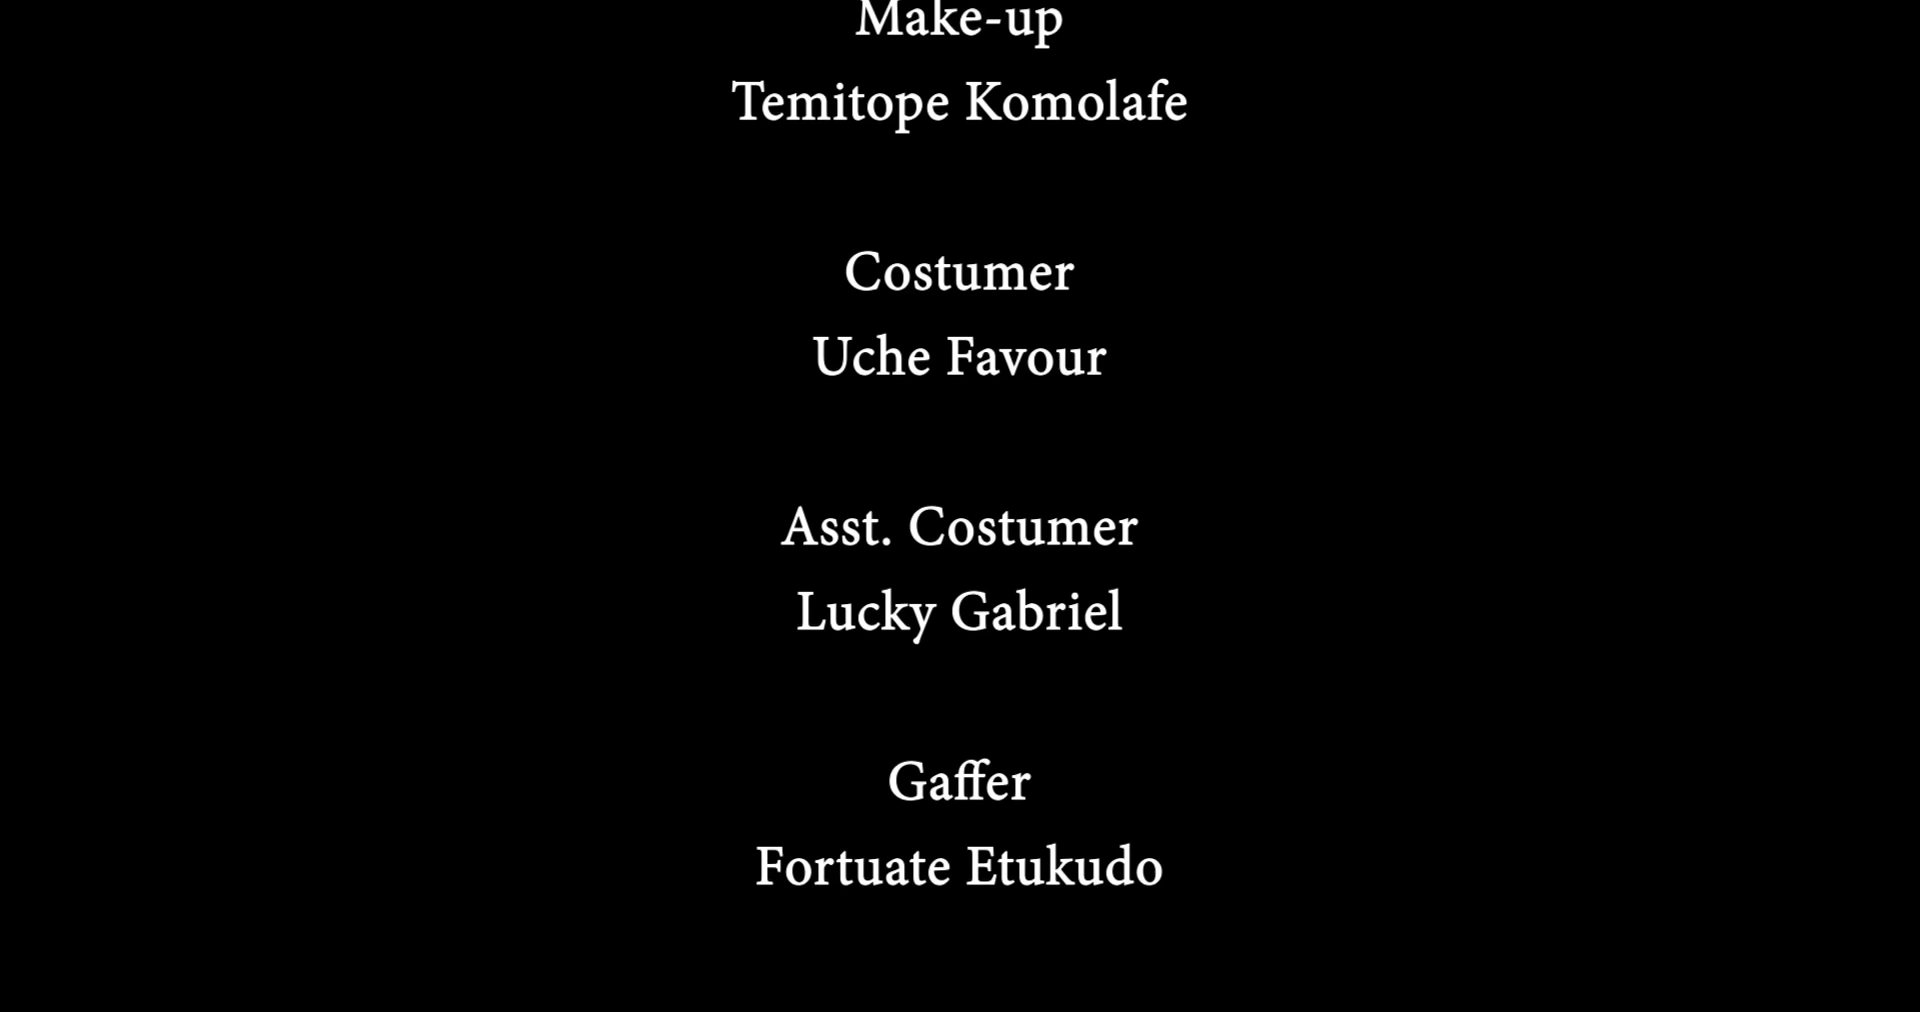 Make-up
Temitope Komolafe
Costumer
Uche Favour
Asst. Costumer
Lucky Gabriel
Gaffer
Fortuate Etukudo